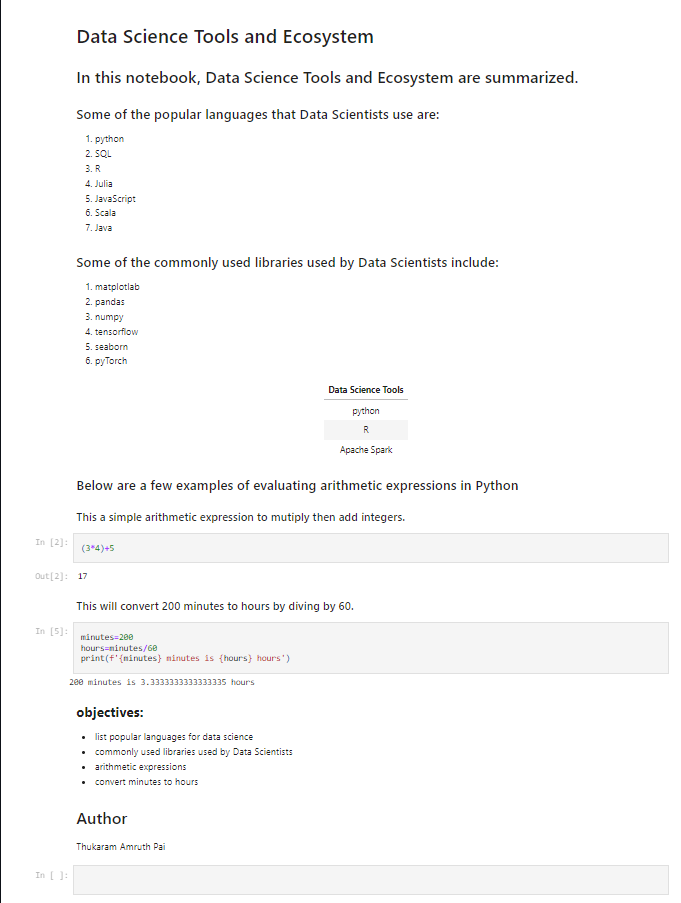 Data Science Tools and Ecosystem
In this notebook, Data Science Tools and Ecosystem are summarized.
Some of the popular languages that Data Scientists use are:
1. python
2. SQL
3. R
4. Julia
5. JavaScript
6. Scala
7. Java
Some of the commonly used libraries used by Data Scientists include:
1. matplotlab
2. pandas
3. numpy
4. tensorflow
5. seaborn
6. pyTorch
Data Science Tools
python
R
Apache Spark
Below are a few examples of evaluating arithmetic expressions in Python
This a simple arithmetic expression to mutiply then add integers.
In [2]: (3*4)+5
Out[2]: 17
This will convert 200 minutes to hours by diving by 60.
In [5]: minutes=200
hours=minutes/60
print(f'{minutes} minutes is {hours} hours')
200 minutes is 3.3333333333333335 hours
objectives:
• list popular languages for data science
• commonly used libraries used by Data Scientists
• arithmetic expressions
• convert minutes to hours
Author
Thukaram Amruth Pai
In [ ]: